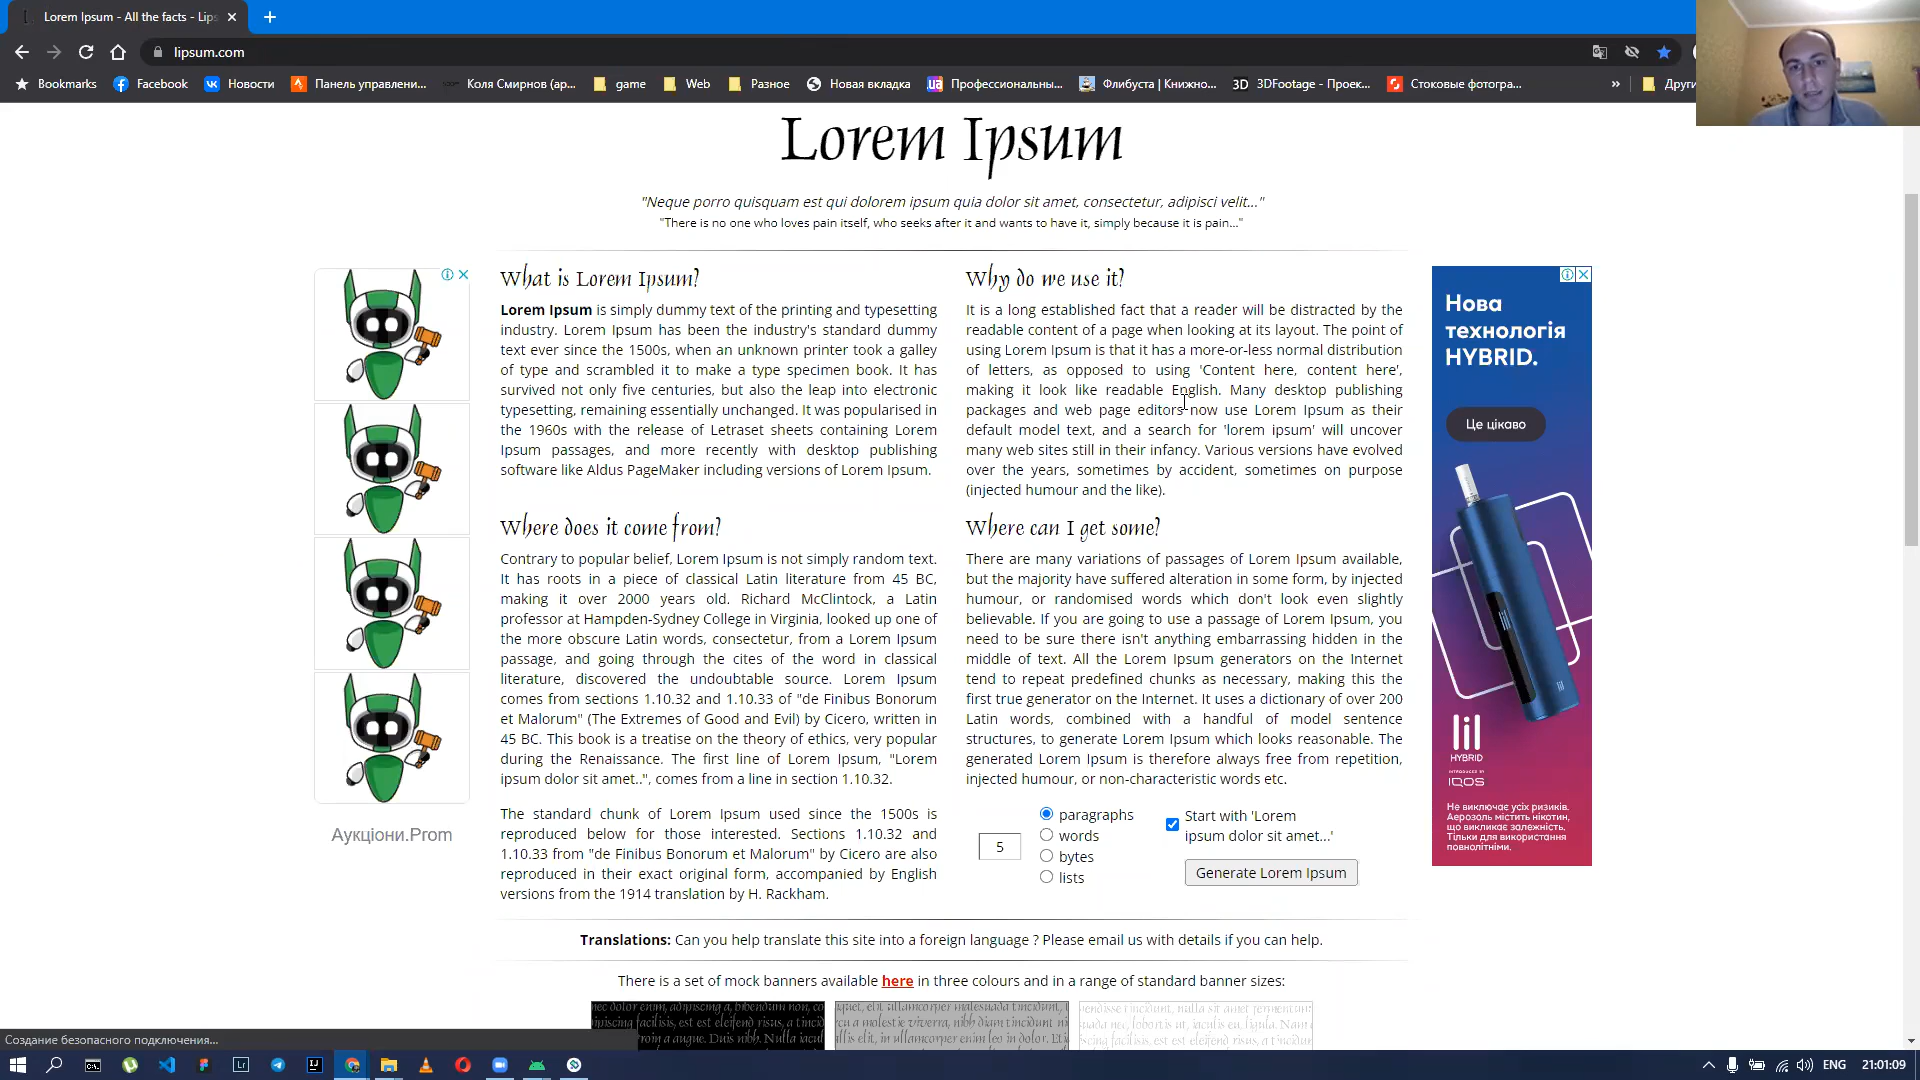 Lorem Ipsum - All the facts - Lips
lipsum.com
Bookmarks
Facebook
Новости
Панель управлени...
Коля Смирнов (ар...
game
Web
Разное
Новая вкладка
Профессиональны...
Флибуста | Книжно...
3D 3DFootage - Проек...
Стоковые фотогра...
»
Други
Lorem Ipsum
"Neque porro quisquam est qui dolorem ipsum quia dolor sit amet, consectetur, adipisci velit..."
"There is no one who loves pain itself, who seeks after it and wants to have it, simply because it is pain..."
What is Lorem Ipsum?
Lorem Ipsum is simply dummy text of the printing and typesetting
industry. Lorem Ipsum has been the industry's standard dummy
text ever since the 1500s, when an unknown printer took a galley
of type and scrambled it to make a type specimen book. It has
survived not only five centuries, but also the leap into electronic
typesetting, remaining essentially unchanged. It was popularised in
the 1960s with the release of Letraset sheets containing Lorem
Ipsum passages, and more recently with desktop publishing
software like Aldus PageMaker including versions of Lorem Ipsum.
Why do we use it?
It is a long established fact that a reader will be distracted by the
readable content of a page when looking at its layout. The point of
using Lorem Ipsum is that it has a more-or-less normal distribution
of letters, as opposed to using 'Content here, content here',
making it look like readable English. Many desktop publishing
packages and web page editors now use Lorem Ipsum as their
default model text, and a search for 'lorem ipsum' will uncover
many web sites still in their infancy. Various versions have evolved
over the years, sometimes by accident, sometimes on purpose
(injected humour and the like).
Where does it come from?
Contrary to popular belief, Lorem Ipsum is not simply random text.
It has roots in a piece of classical Latin literature from 45 BC,
making it over 2000 years old. Richard McClintock, a Latin
professor at Hampden-Sydney College in Virginia, looked up one of
the more obscure Latin words, consectetur, from a Lorem Ipsum
passage, and going through the cites of the word in classical
literature, discovered the undoubtable source. Lorem Ipsum
comes from sections 1.10.32 and 1.10.33 of "de Finibus Bonorum
et Malorum" (The Extremes of Good and Evil) by Cicero, written in
45 BC. This book is a treatise on the theory of ethics, very popular
during the Renaissance. The first line of Lorem Ipsum, "Lorem
ipsum dolor sit amet..", comes from a line in section 1.10.32.
The standard chunk of Lorem Ipsum used since the 1500s is
reproduced below for those interested. Sections 1.10.32 and
1.10.33 from "de Finibus Bonorum et Malorum" by Cicero are also
reproduced in their exact original form, accompanied by English
versions from the 1914 translation by H. Rackham.
Where can I get some?
There are many variations of passages of Lorem Ipsum available,
but the majority have suffered alteration in some form, by injected
humour, or randomised words which don't look even slightly
believable. If you are going to use a passage of Lorem Ipsum, you
need to be sure there isn't anything embarrassing hidden in the
middle of text. All the Lorem Ipsum generators on the Internet
tend to repeat predefined chunks as necessary, making this the
first true generator on the Internet. It uses a dictionary of over 200
Latin words, combined with a handful of model sentence
structures, to generate Lorem Ipsum which looks reasonable. The
generated Lorem Ipsum is therefore always free from repetition,
injected humour, or non-characteristic words etc.
5
paragraphs
words
bytes
lists
Start with 'Lorem
ipsum dolor sit amet...'
Generate Lorem Ipsum
Аукціони.Prom
Нова
технологія
HYBRID.
Це цікаво
lil
HYBRID
INTRODUCED BY
IQOS
Не виключає усіх ризиків.
Аерозоль містить нікотин,
що викликає залежність.
Тільки для використання
повнолітніми.
Translations: Can you help translate this site into a foreign language ? Please email us with details if you can help.
There is a set of mock banners available here in three colours and in a range of standard banner sizes:
Создание безопасного подключения...
Lr
ENG
21:01:09